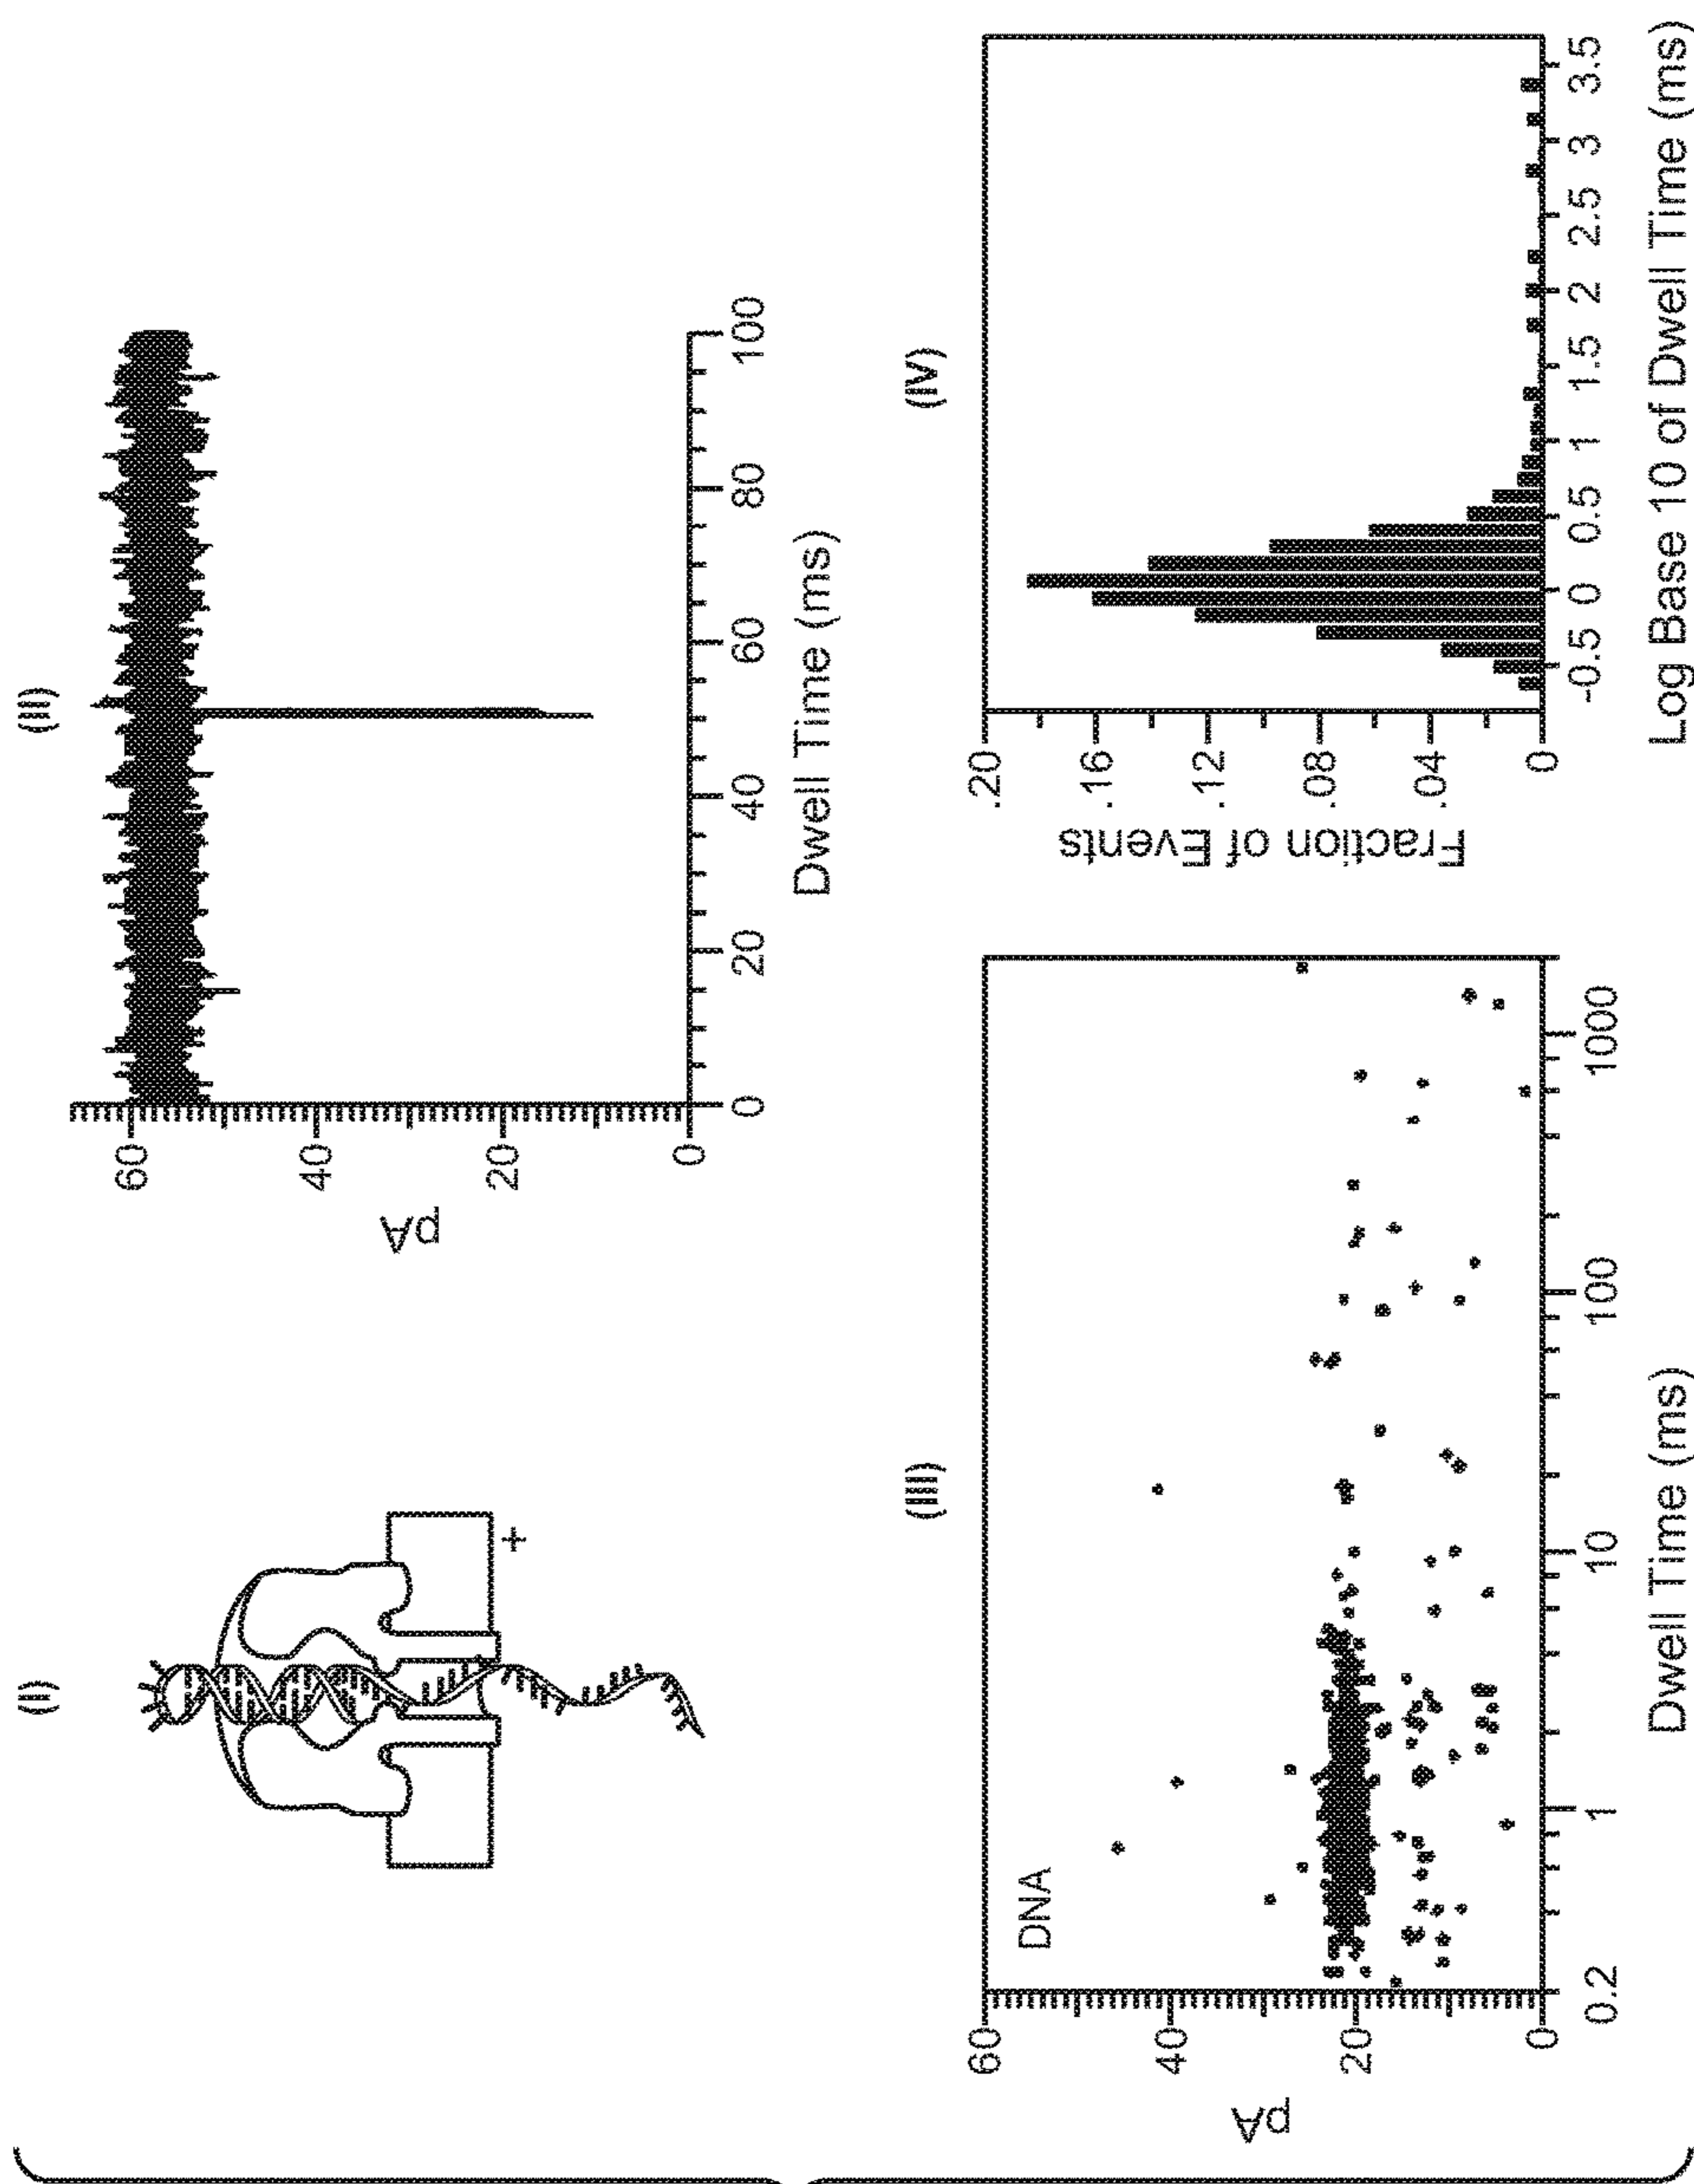 (I)
+
(II)
pA
60
40
20
0
0 20 40 60 80 100
Dwell Time (ms)
(III)
DNA
pA
60
40
20
0
0.2 1 10 100 1000
Dwell Time (ms)
(IV)
Fraction of Events
.20
.16
.12
.08
.04
0
-0.5 0 0.5 1 1.5 2 2.5 3 3.5
Log Base 10 of Dwell Time (ms)